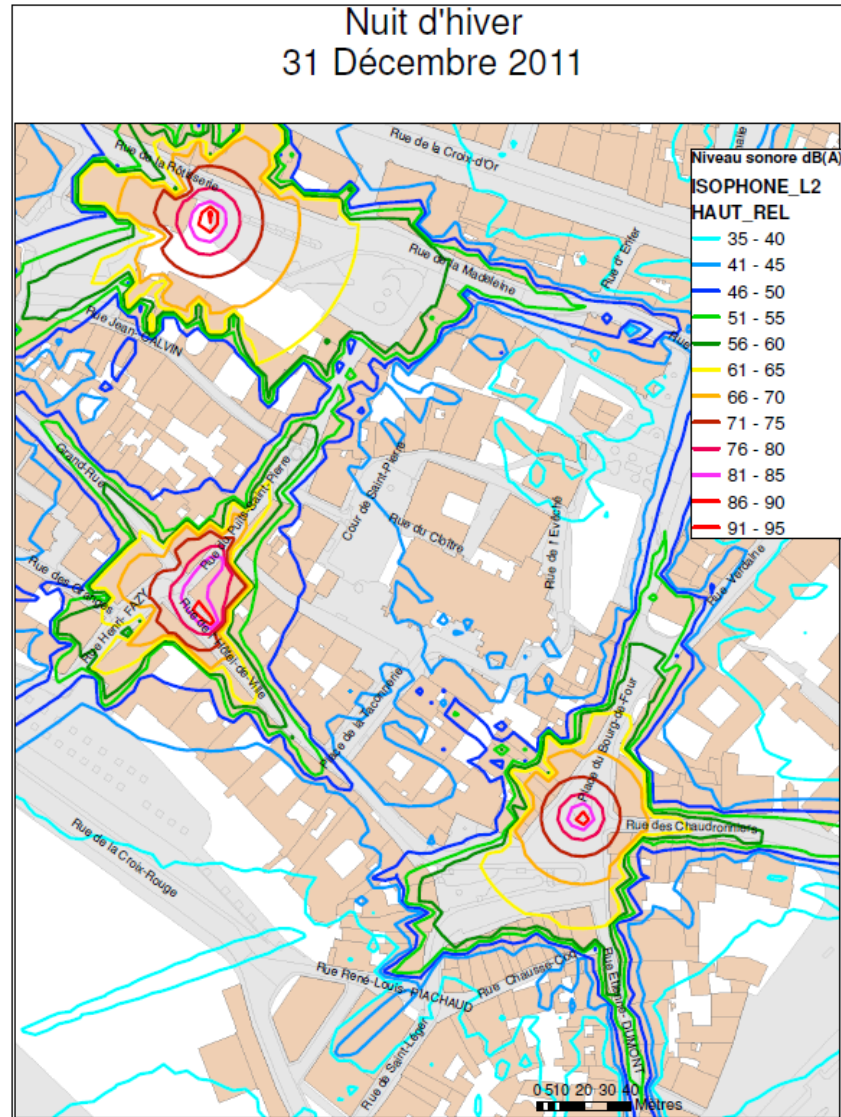 Nuit d'hiver
31 Décembre 2011
Rue de la Croix-d'Or
Rue de la Rôtisserie
Niveau sonore dB(A)
ISOPHONE_L2
HAUT_REL
35 - 40
41 - 45
46 - 50
51 - 55
56 - 60
61 - 65
66 - 70
71 - 75
76 - 80
81 - 85
86 - 90
91 - 95
Rue d'Enfer
Rue de la Madeleine
Rue Jean-CALVIN
Grand-Rue
Rue du Puits-Saint-Pierre
Cour de Saint-Pierre
Rue du Cloître
Rue de l'Evêché
Rue Verdaine
Rue des Granges
Rue Henri-FAZY
Rue de l'Hôtel-de-Ville
Place de la Taconnerie
Place du Bourg-de-Four
Rue des Chaudronniers
Rue de la Croix-Rouge
Rue René-Louis-PIACHAUD
Rue Chausse-Coq
Rue Etienne-DUMONT
Rue de Saint-Léger
0 5 10 20 30 40
Mètres